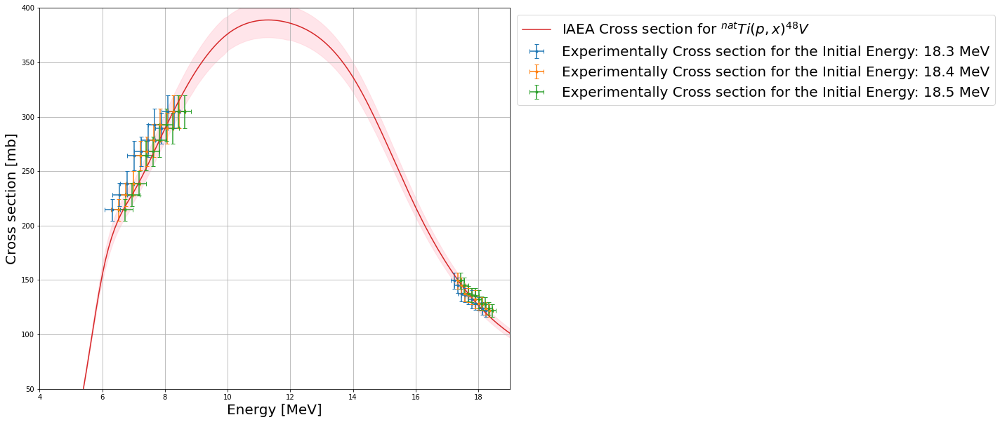 400
350
300
250
200
150
100
50
Cross section [mb]
4 6 8 10 12 14 16 18
Energy [MeV]
IAEA Cross section for ^{nat}Ti(p, x)^{48}V
Experimentally Cross section for the Initial Energy: 18.3 MeV
Experimentally Cross section for the Initial Energy: 18.4 MeV
Experimentally Cross section for the Initial Energy: 18.5 MeV